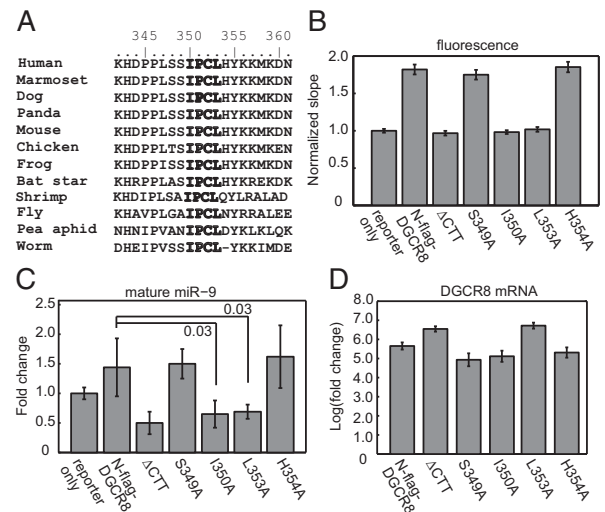 A
345 350 355 360
Human KHDPPLSSIPCLHYKKMKDN
Marmoset KHDPPLSSIPCLHYKKMKDN
Dog KHDPPLSSIPCLHYKKMKDN
Panda KHDPPLSSIPCLHYKKMKDN
Mouse KHDPPLSSIPCLHYKKMKDN
Chicken KHDPPLTSIPCLHYKKMKEN
Frog KHDPPISSIPCLHYKKMKDN
Bat star KHRPPLASIPCLHYKREKDK
Shrimp KHDIPLSAIPCLQYLRALAD
Fly KHAVPLGAIPCLNYRRALEE
Pea aphid NHNIPVANIPCLDYKLKLQK
Worm DHEIPVSSIPCL-YKKIMDE
B
fluorescence
Normalized slope
2.0
1.5
1.0
0.5
0
reporter only
N-flag-DGCR8
ΔCTT
S349A
I350A
L353A
H354A
C
mature miR-9
Fold change
2.5
2.0
1.5
1.0
0.5
0
0.03
0.03
reporter only
N-flag-DGCR8
ΔCTT
S349A
I350A
L353A
H354A
D
DGCR8 mRNA
Log(fold change)
8.0
7.0
6.0
5.0
4.0
3.0
2.0
1.0
0
N-flag-DGCR8
ΔCTT
S349A
I350A
L353A
H354A